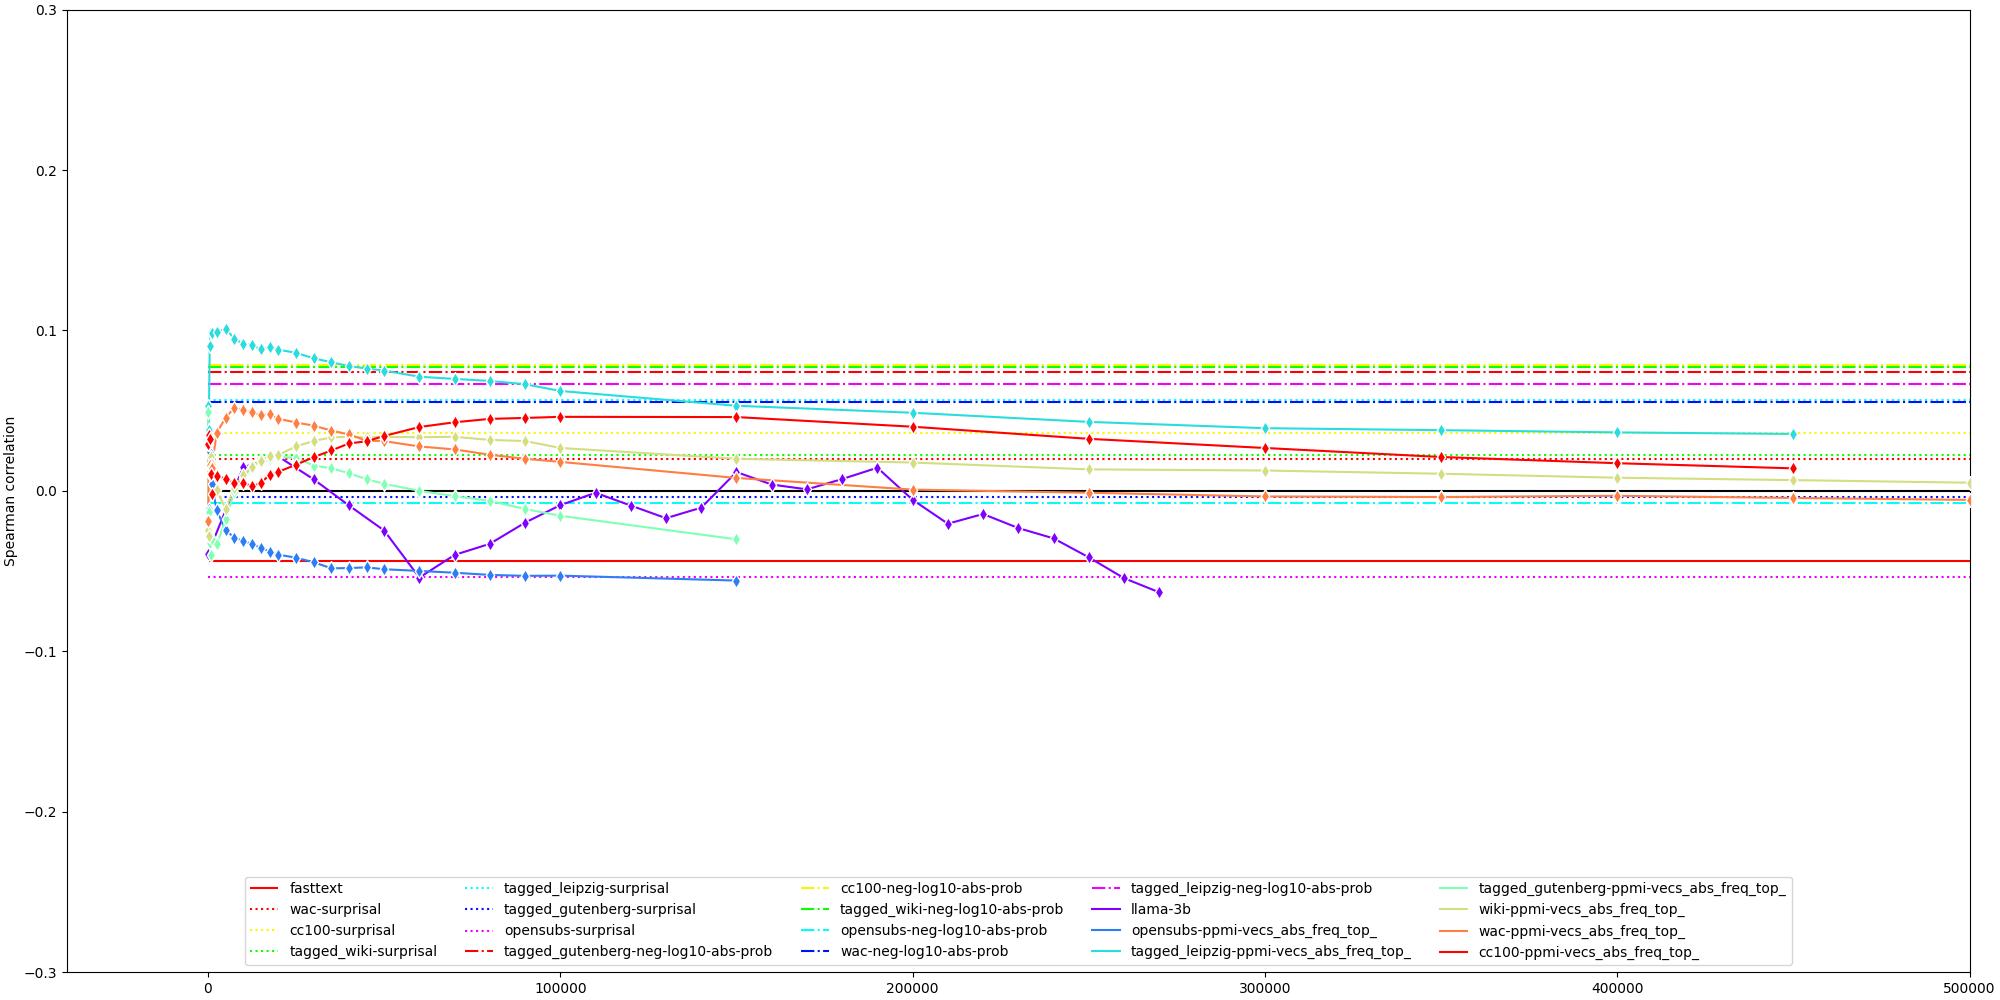 0.3
0.2
0.1
0.0
−0.1
−0.2
−0.3
Spearman correlation
fasttext
wac-surprisal
cc100-surprisal
tagged_wiki-surprisal
tagged_leipzig-surprisal
tagged_gutenberg-surprisal
opensubs-surprisal
tagged_gutenberg-neg-log10-abs-prob
cc100-neg-log10-abs-prob
tagged_wiki-neg-log10-abs-prob
opensubs-neg-log10-abs-prob
wac-neg-log10-abs-prob
tagged_leipzig-neg-log10-abs-prob
llama-3b
opensubs-ppmi-vecs_abs_freq_top_
tagged_leipzig-ppmi-vecs_abs_freq_top_
tagged_gutenberg-ppmi-vecs_abs_freq_top_
wiki-ppmi-vecs_abs_freq_top_
wac-ppmi-vecs_abs_freq_top_
cc100-ppmi-vecs_abs_freq_top_
0 100000 200000 300000 400000 500000